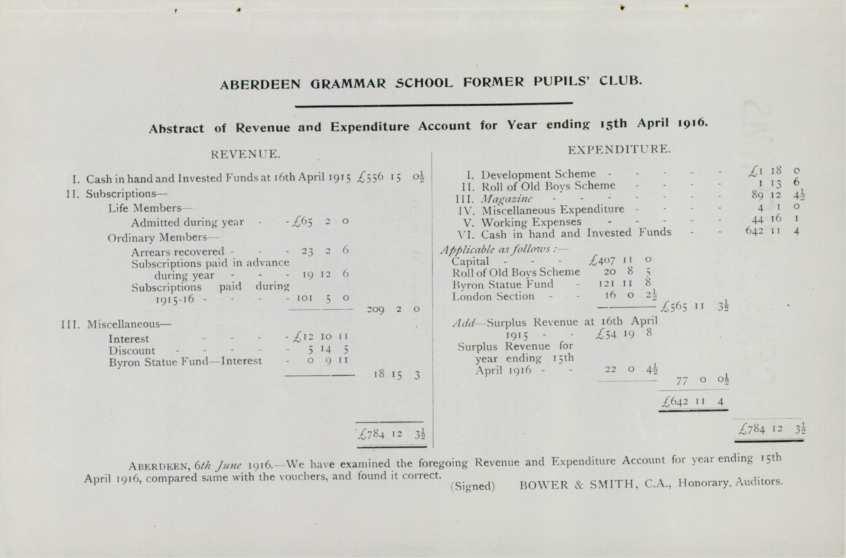 ABERDEEN GRAMMAR SCHOOL FORMER PUPILS' CLUB.
Abstract of Revenue and Expenditure Account for Year ending 15th April 1916.
REVENUE.
I. Cash in hand and Invested Funds at 16th April 1915 £556 15 0½
II. Subscriptions—
Life Members—
Admitted during year - - £65 2 0
Ordinary Members—
Arrears recovered - - - 23 2 6
Subscriptions paid in advance
during year - - - 19 12 6
Subscriptions paid during
1915-16 - - - - 101 5 0
209 2 0
III. Miscellaneous—
Interest - - - - £12 10 11
Discount - - - - - 5 14 5
Byron Statue Fund—Interest - 0 9 11
18 15 3
£784 12 3½
EXPENDITURE.
I. Development Scheme - - - - - £1 18 0
II. Roll of Old Boys Scheme - - - - 1 13 6
III. Magazine - - - - - - 89 12 4½
IV. Miscellaneous Expenditure - - - - 4 1 0
V. Working Expenses - - - - - 44 16 1
VI. Cash in hand and Invested Funds - - 642 11 4
Applicable as follows :—
Capital - - - £407 11 0
Roll of Old Boys Scheme 20 8 5
Byron Statue Fund - 121 11 8
London Section - - 16 0 2½
£565 11 3½
Add—Surplus Revenue at 16th April
1915 - - £54 19 8
Surplus Revenue for
year ending 15th
April 1916 - - 22 0 4½
77 0 0½
£642 11 4
£784 12 3½
ABERDEEN, 6th June 1916.—We have examined the foregoing Revenue and Expenditure Account for year ending 15th
April 1916, compared same with the vouchers, and found it correct.
(Signed) BOWER & SMITH, C.A., Honorary Auditors.